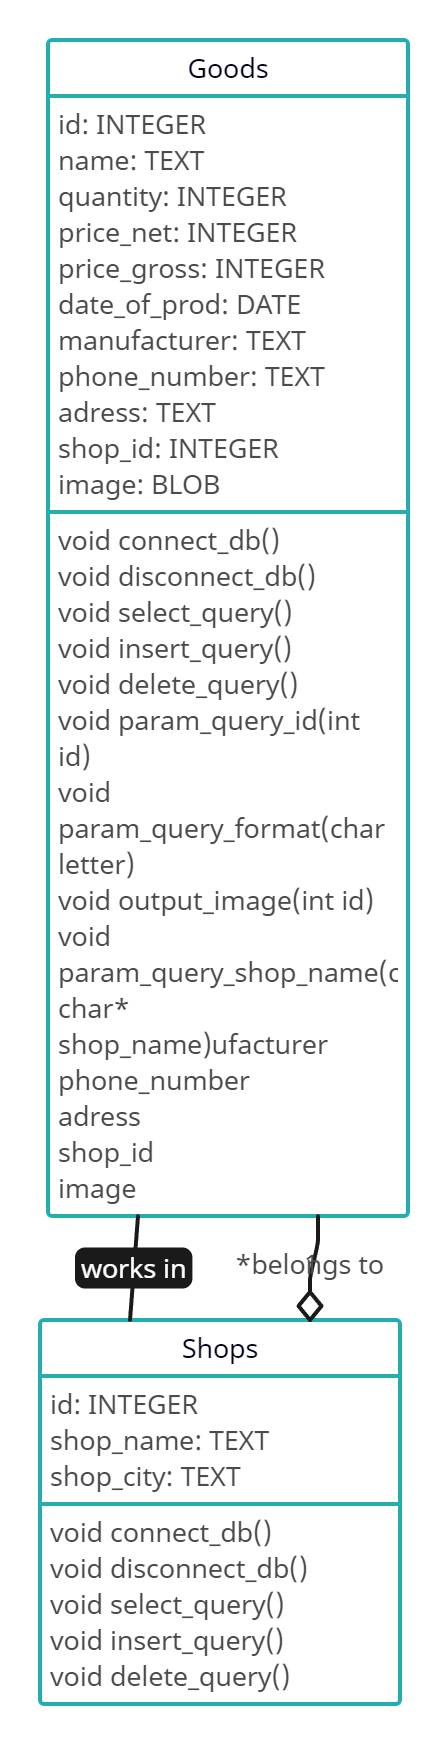 Goods
id: INTEGER
name: TEXT
quantity: INTEGER
price_net: INTEGER
price_gross: INTEGER
date_of_prod: DATE
manufacturer: TEXT
phone_number: TEXT
adress: TEXT
shop_id: INTEGER
image: BLOB
void connect_db()
void disconnect_db()
void select_query()
void insert_query()
void delete_query()
void param_query_id(int
id)
void
param_query_format(char
letter)
void output_image(int id)
void
param_query_shop_name(c
char*
shop_name)ufacturer
phone_number
adress
shop_id
image
works in
*belongs to
Shops
id: INTEGER
shop_name: TEXT
shop_city: TEXT
void connect_db()
void disconnect_db()
void select_query()
void insert_query()
void delete_query()